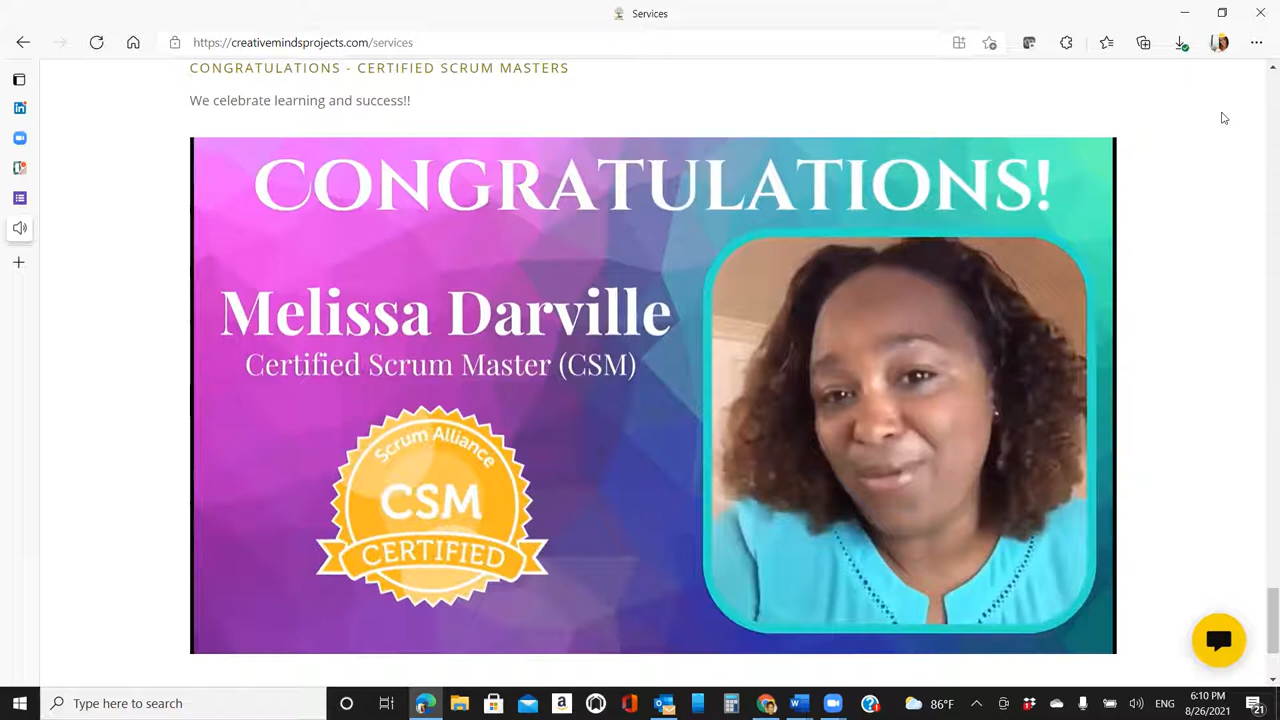 Services
https://creativemindsprojects.com/services
CONGRATULATIONS - CERTIFIED SCRUM MASTERS
We celebrate learning and success!!
CONGRATULATIONS!
Melissa Darville
Certified Scrum Master (CSM)
Scrum Alliance
CSM
CERTIFIED
Type here to search
86°F
ENG
6:10 PM
8/26/2021
21